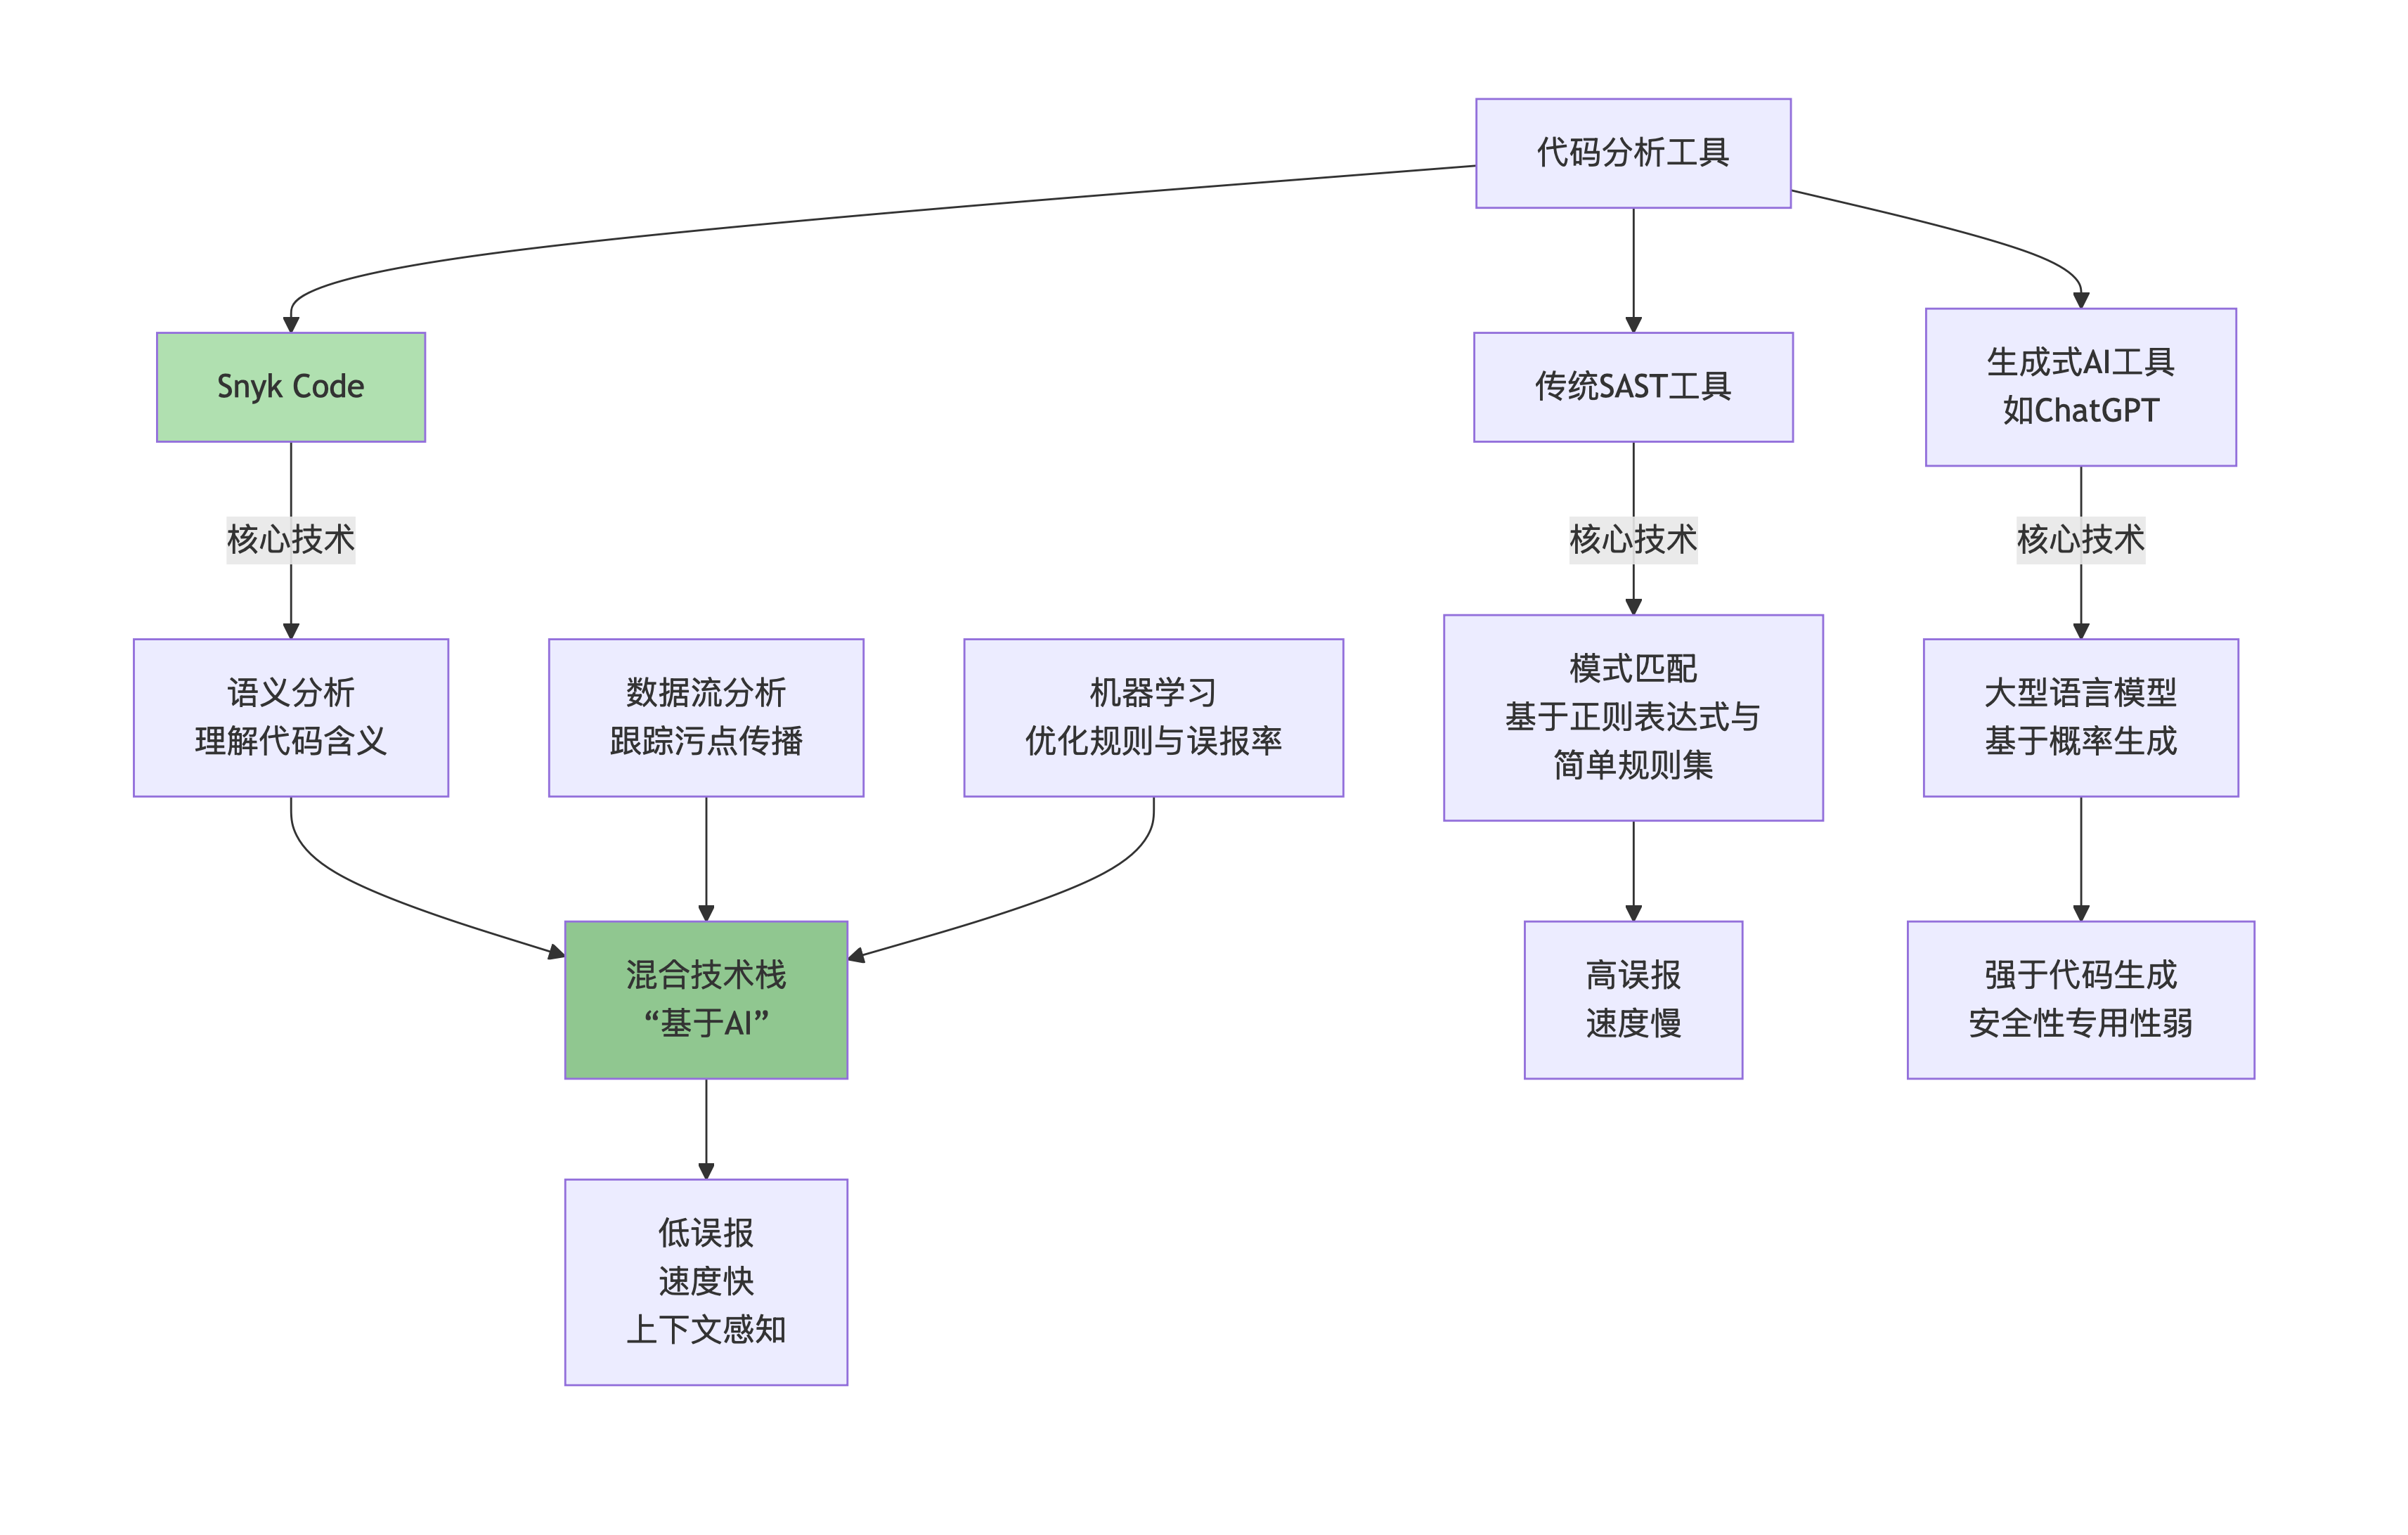 代码分析工具
Snyk Code
传统SAST工具
生成式AI工具
如ChatGPT
核心技术
核心技术
核心技术
语义分析
理解代码含义
数据流分析
跟踪污点传播
机器学习
优化规则与误报率
模式匹配
基于正则表达式与
简单规则集
大型语言模型
基于概率生成
混合技术栈
“基于AI”
高误报
速度慢
强于代码生成
安全性专用性弱
低误报
速度快
上下文感知